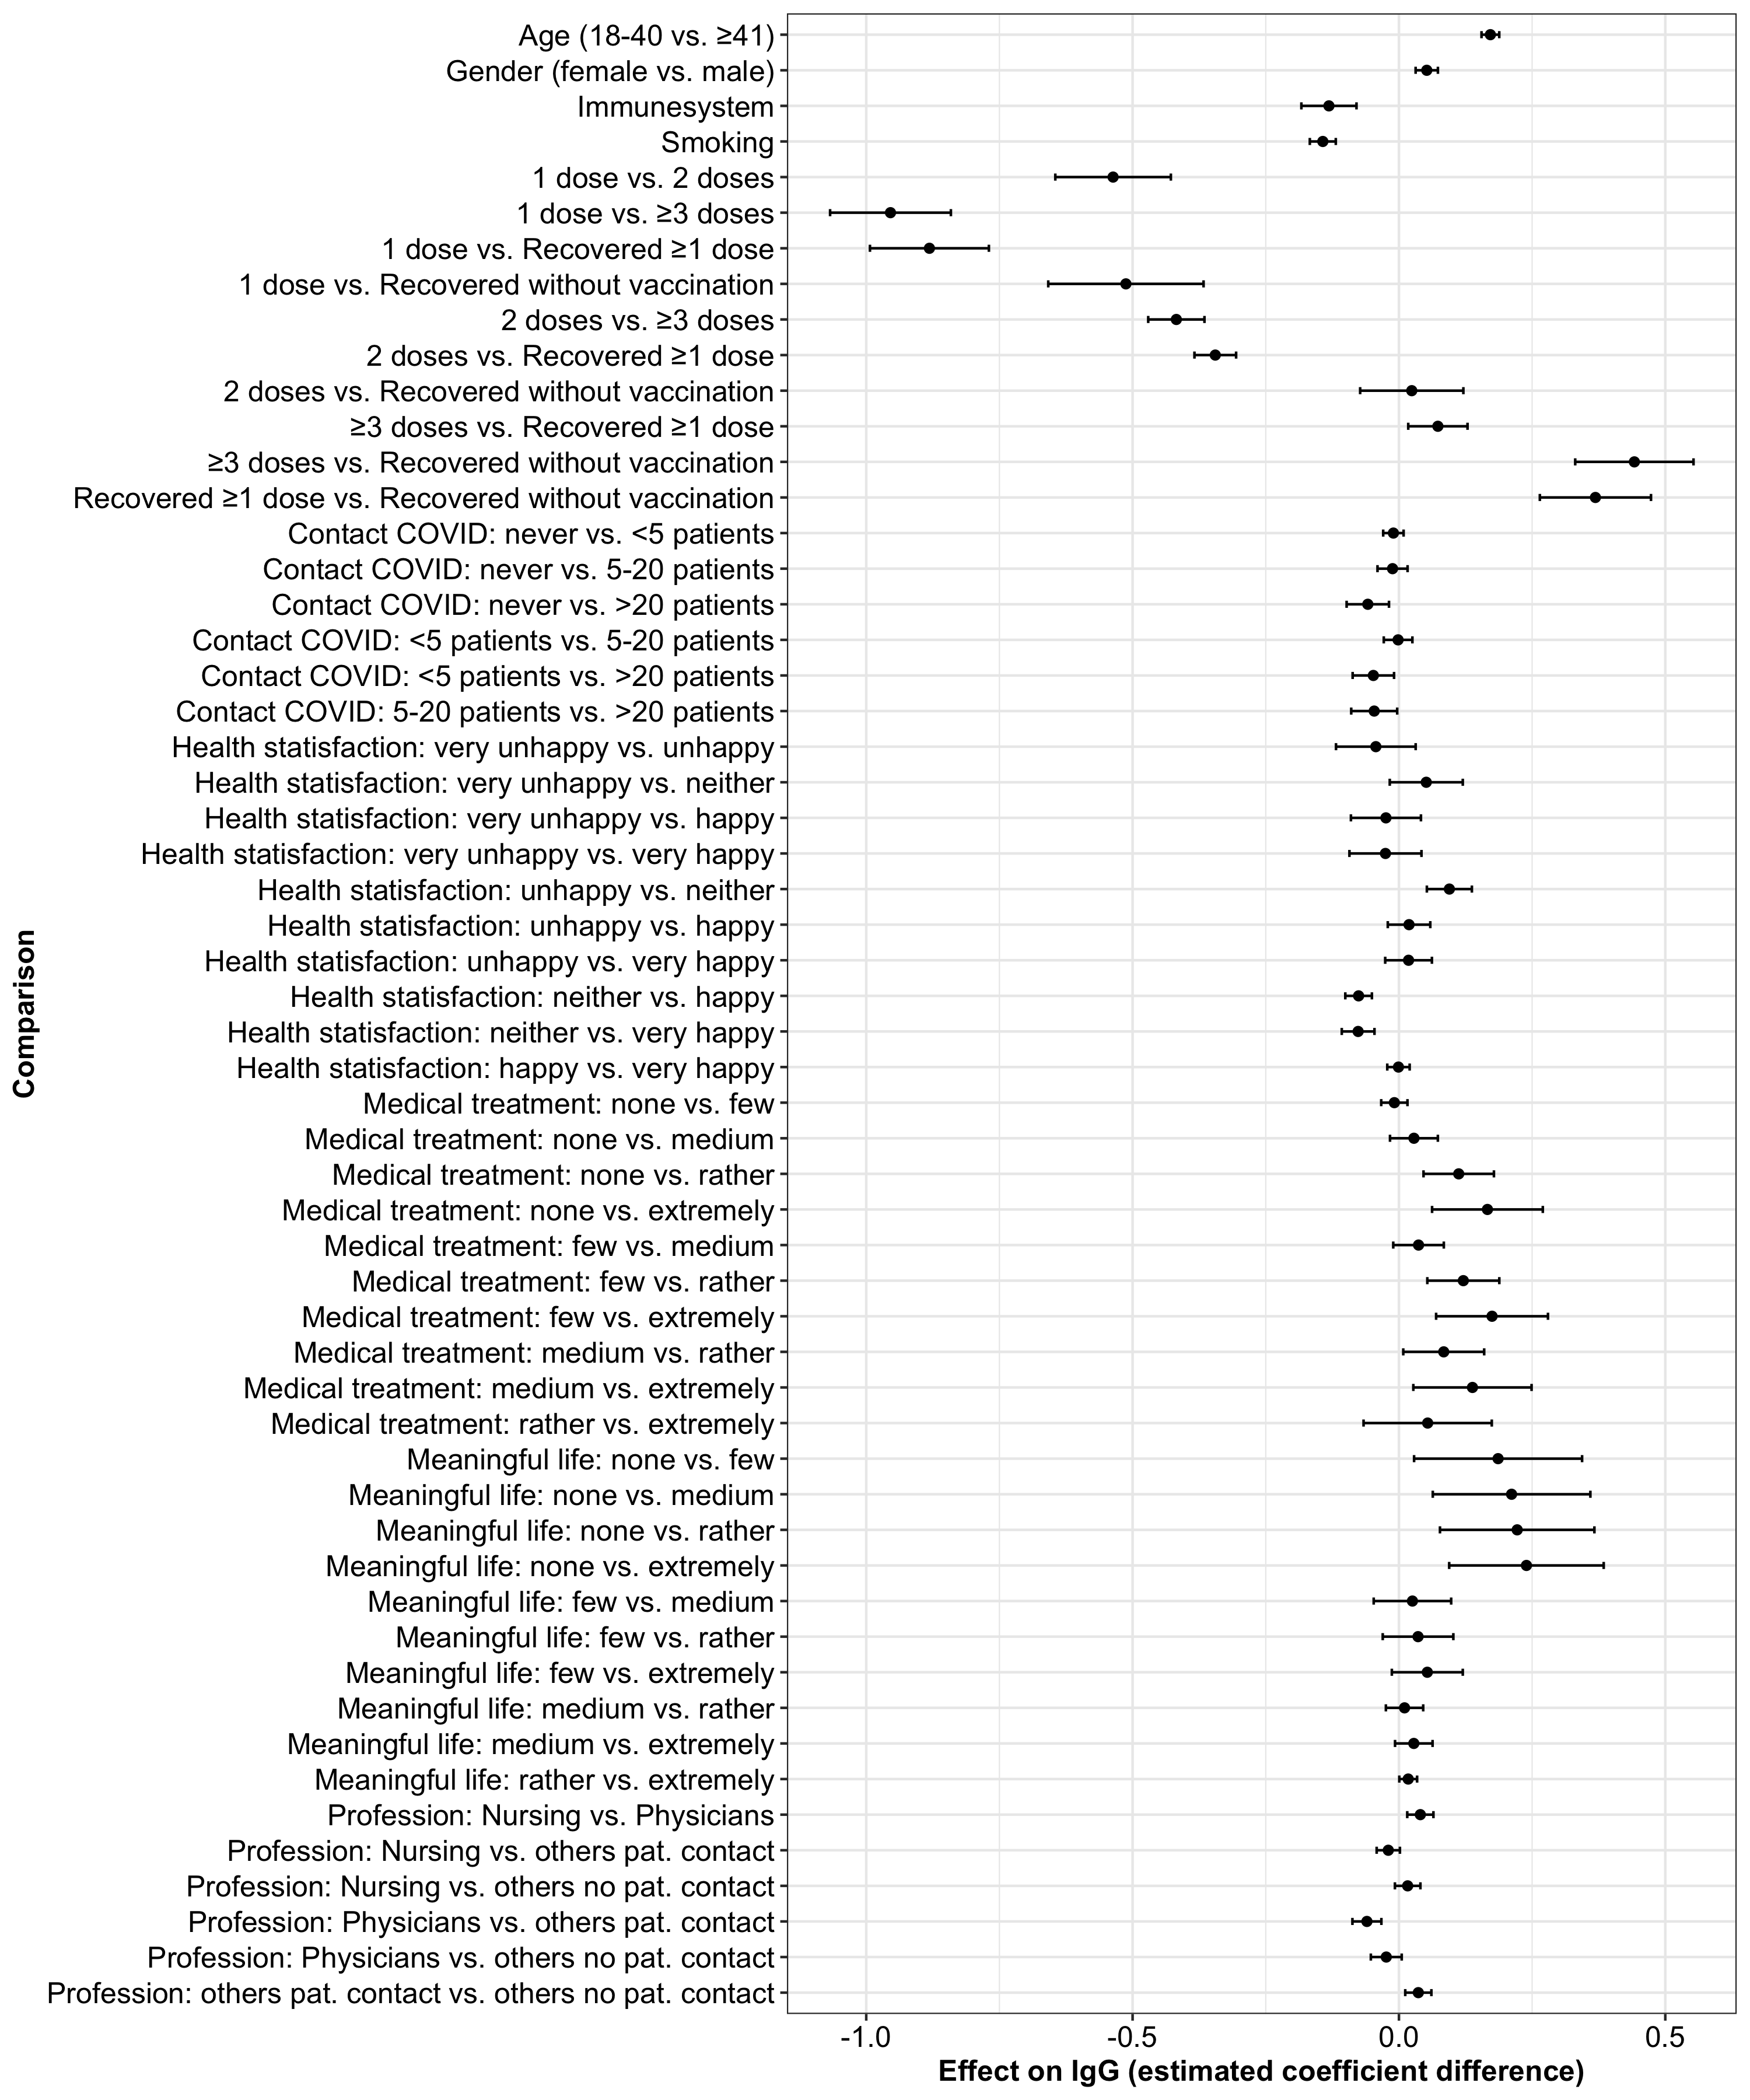 Age (18-40 vs. ≥41)
Gender (female vs. male)
Immunesystem
Smoking
1 dose vs. 2 doses
1 dose vs. ≥3 doses
1 dose vs. Recovered ≥1 dose
1 dose vs. Recovered without vaccination
2 doses vs. ≥3 doses
2 doses vs. Recovered ≥1 dose
2 doses vs. Recovered without vaccination
≥3 doses vs. Recovered ≥1 dose
≥3 doses vs. Recovered without vaccination
Recovered ≥1 dose vs. Recovered without vaccination
Contact COVID: never vs. <5 patients
Contact COVID: never vs. 5-20 patients
Contact COVID: never vs. >20 patients
Contact COVID: <5 patients vs. 5-20 patients
Contact COVID: <5 patients vs. >20 patients
Contact COVID: 5-20 patients vs. >20 patients
Health statisfaction: very unhappy vs. unhappy
Health statisfaction: very unhappy vs. neither
Health statisfaction: very unhappy vs. happy
Health statisfaction: very unhappy vs. very happy
Health statisfaction: unhappy vs. neither
Health statisfaction: unhappy vs. happy
Health statisfaction: unhappy vs. very happy
Health statisfaction: neither vs. happy
Health statisfaction: neither vs. very happy
Health statisfaction: happy vs. very happy
Medical treatment: none vs. few
Medical treatment: none vs. medium
Medical treatment: none vs. rather
Medical treatment: none vs. extremely
Medical treatment: few vs. medium
Medical treatment: few vs. rather
Medical treatment: few vs. extremely
Medical treatment: medium vs. rather
Medical treatment: medium vs. extremely
Medical treatment: rather vs. extremely
Meaningful life: none vs. few
Meaningful life: none vs. medium
Meaningful life: none vs. rather
Meaningful life: none vs. extremely
Meaningful life: few vs. medium
Meaningful life: few vs. rather
Meaningful life: few vs. extremely
Meaningful life: medium vs. rather
Meaningful life: medium vs. extremely
Meaningful life: rather vs. extremely
Profession: Nursing vs. Physicians
Profession: Nursing vs. others pat. contact
Profession: Nursing vs. others no pat. contact
Profession: Physicians vs. others pat. contact
Profession: Physicians vs. others no pat. contact
Profession: others pat. contact vs. others no pat. contact
Comparison
-1.0 -0.5 0.0 0.5
Effect on IgG (estimated coefficient difference)